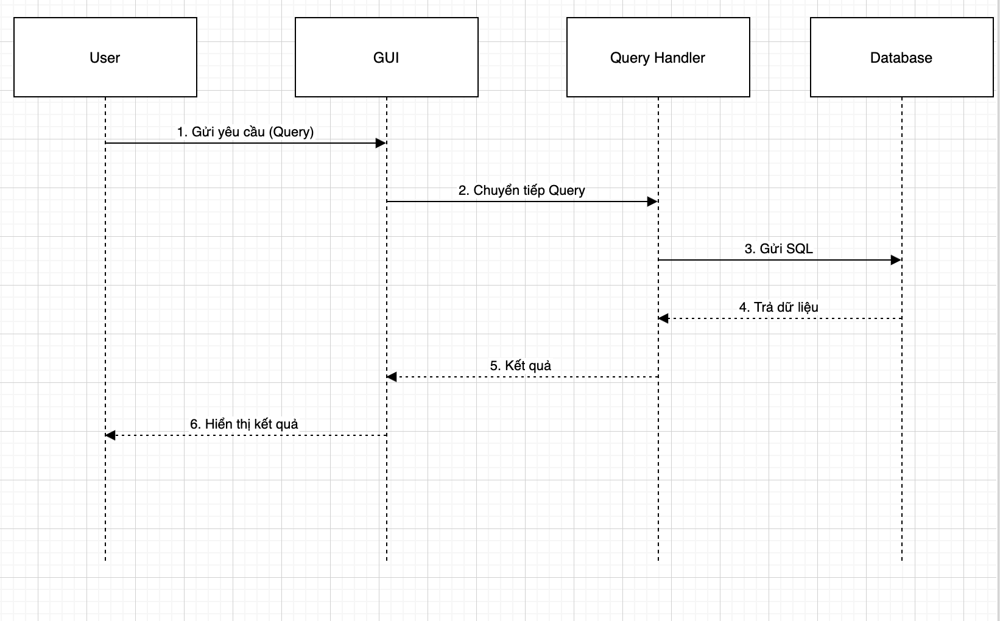 User
GUI
Query Handler
Database
1. Gửi yêu cầu (Query)
2. Chuyển tiếp Query
3. Gửi SQL
4. Trả dữ liệu
5. Kết quả
6. Hiển thị kết quả